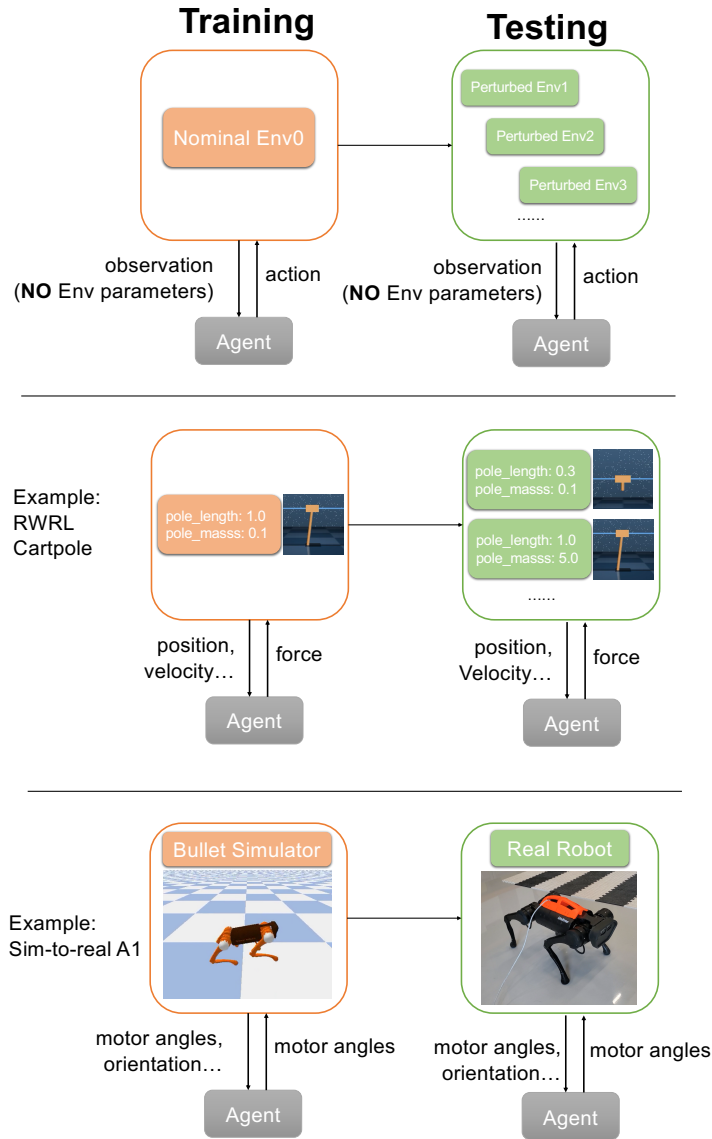 Training
Testing
Nominal Env0
Perturbed Env1
Perturbed Env2
Perturbed Env3
......
observation
(NO Env parameters)
action
observation
(NO Env parameters)
action
Agent
Agent
Example:
RWRL
Cartpole
pole_length: 1.0
pole_masss: 0.1
pole_length: 0.3
pole_masss: 0.1
pole_length: 1.0
pole_masss: 5.0
......
position,
velocity…
force
position,
Velocity…
force
Agent
Agent
Example:
Sim-to-real A1
Bullet Simulator
Real Robot
motor angles,
orientation…
motor angles
motor angles,
orientation…
motor angles
Agent
Agent